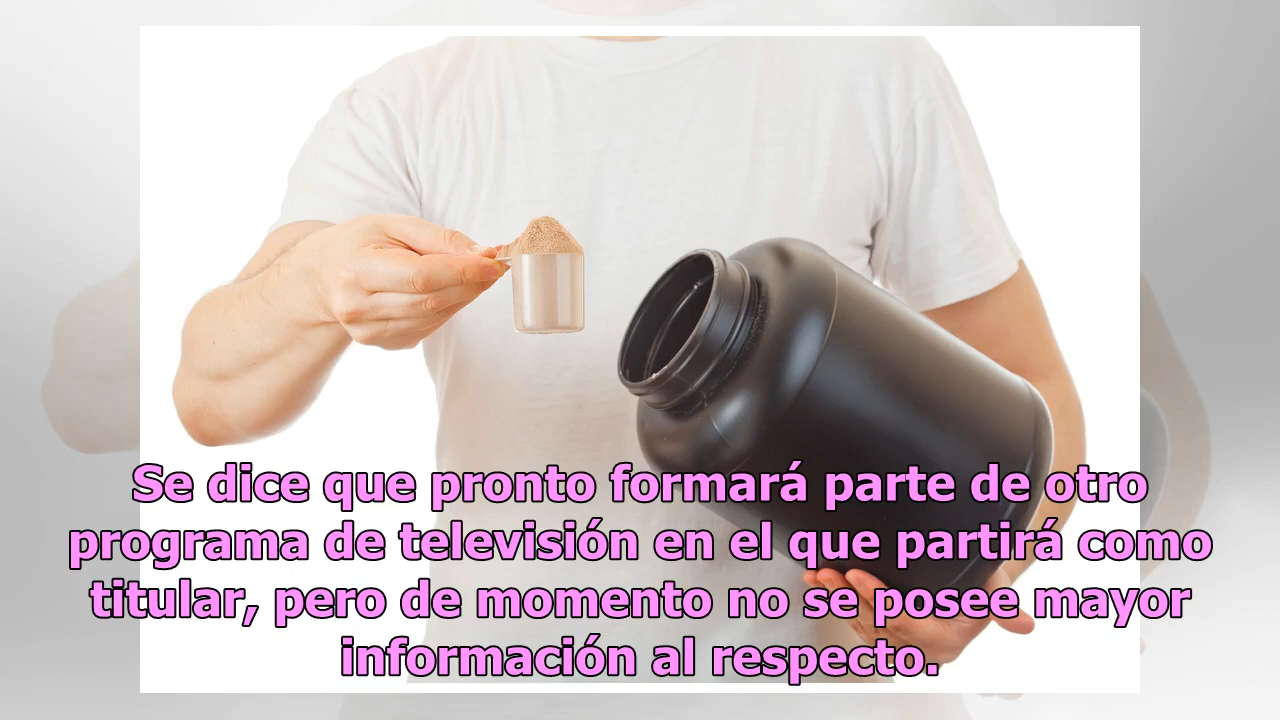 Se dice que pronto formará parte de otro
programa de televisión en el que partirá como
titular, pero de momento no se posee mayor
información al respecto.